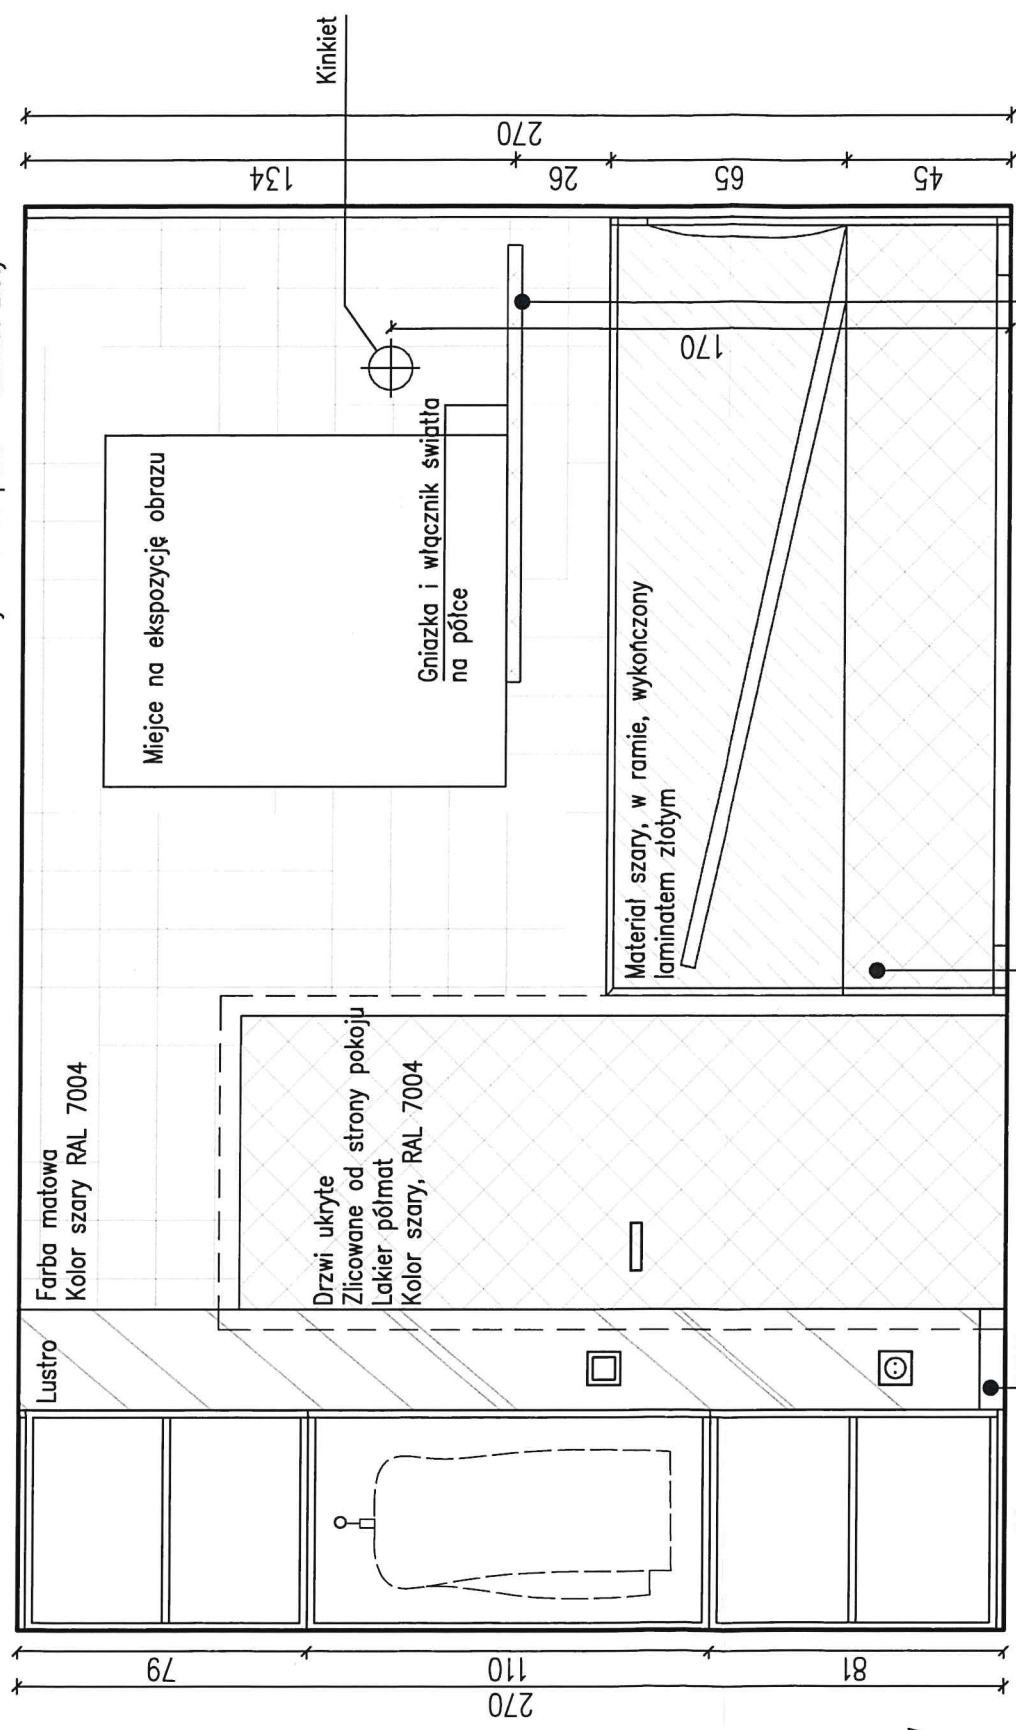 Lustro
Farba matowa
Kolor szary RAL 7004
Drzwi ukryte
Zlicowane od strony pokoju
Lakier półmat
Kolor szary, RAL 7004
Miejce na ekspozycję obrazu
Gniazka i włącznik światła
na półce
Kinkiet
Materiał szary, w ramie, wykończony
laminatem złotym
79
110
81
270
134
26
65
45
270
170